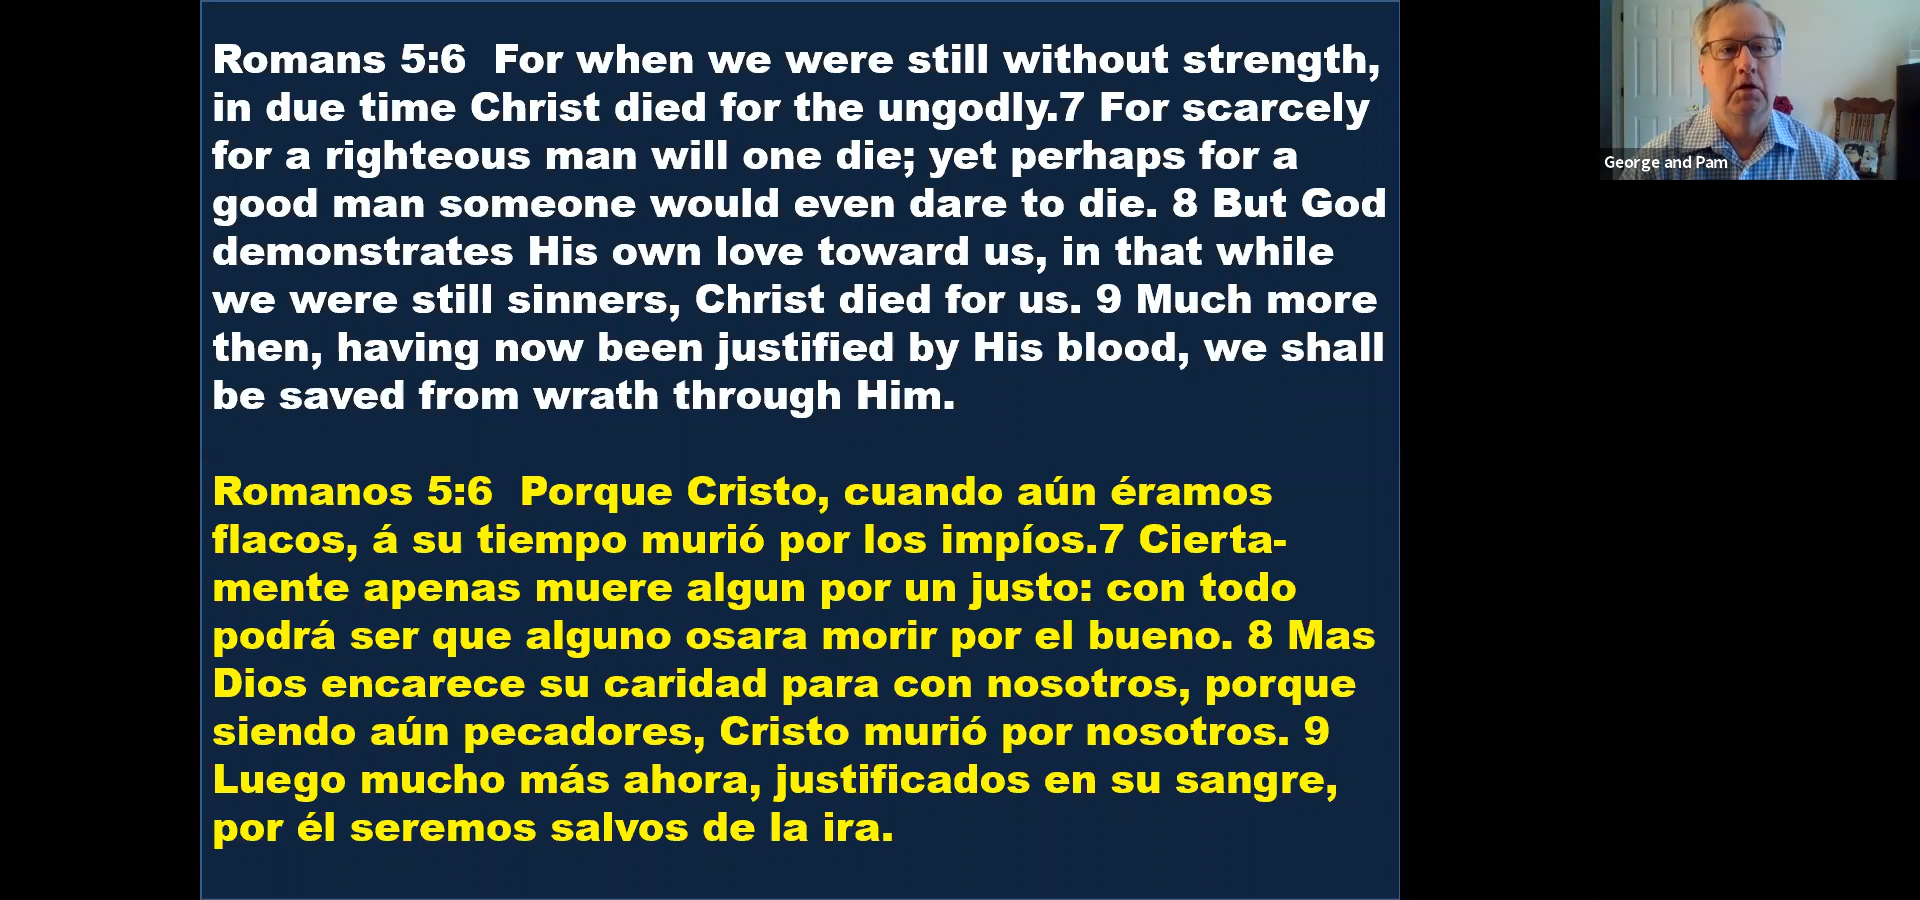 Romans 5:6  For when we were still without strength,
in due time Christ died for the ungodly.7 For scarcely
for a righteous man will one die; yet perhaps for a
good man someone would even dare to die. 8 But God
demonstrates His own love toward us, in that while
we were still sinners, Christ died for us. 9 Much more
then, having now been justified by His blood, we shall
be saved from wrath through Him.
Romanos 5:6  Porque Cristo, cuando aún éramos
flacos, á su tiempo murió por los impíos.7 Cierta-
mente apenas muere algun por un justo: con todo
podrá ser que alguno osara morir por el bueno. 8 Mas
Dios encarece su caridad para con nosotros, porque
siendo aún pecadores, Cristo murió por nosotros. 9
Luego mucho más ahora, justificados en su sangre,
por él seremos salvos de la ira.
George and Pam